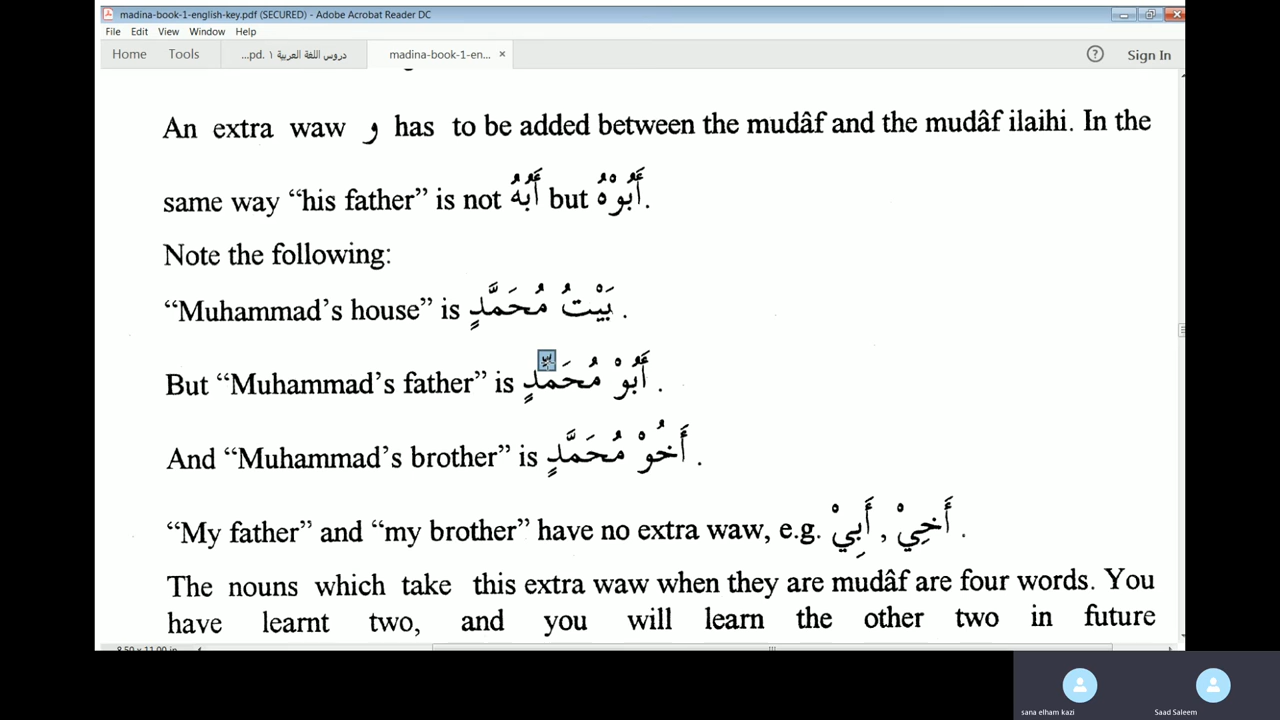 madina-book-1-english-key.pdf (SECURED) - Adobe Acrobat Reader DC
File Edit View Window Help
Home Tools دروس اللغة العربية ١ .pd... madina-book-1-en... × ? Sign In
An extra waw و has to be added between the mudâf and the mudâf ilaihi. In the
same way “his father” is not أَبُهُ but أَبُوْهُ.
Note the following:
“Muhammad’s house” is بَيْتُ مُحَمَّدٍ .
But “Muhammad’s father” is أَبُوْ مُحَمَّدٍ .
And “Muhammad’s brother” is أَخُوْ مُحَمَّدٍ .
“My father” and “my brother” have no extra waw, e.g. أَبِيْ , أَخِيْ .
The nouns which take this extra waw when they are mudâf are four words. You
have learnt two, and you will learn the other two in future
8.50 x 11.00 in
sana elham kazi
Saad Saleem